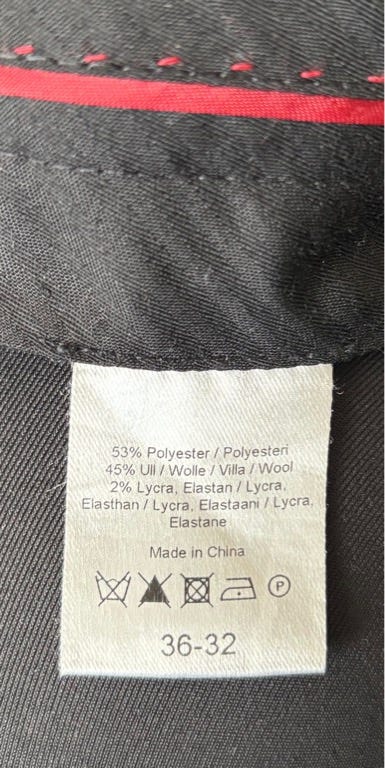 53% Polyester / Polyesteri
45% Ull / Wolle / Villa / Wool
2% Lycra, Elastan / Lycra,
Elasthan / Lycra, Elastaani / Lycra,
Elastane
Made in China
P
36-32